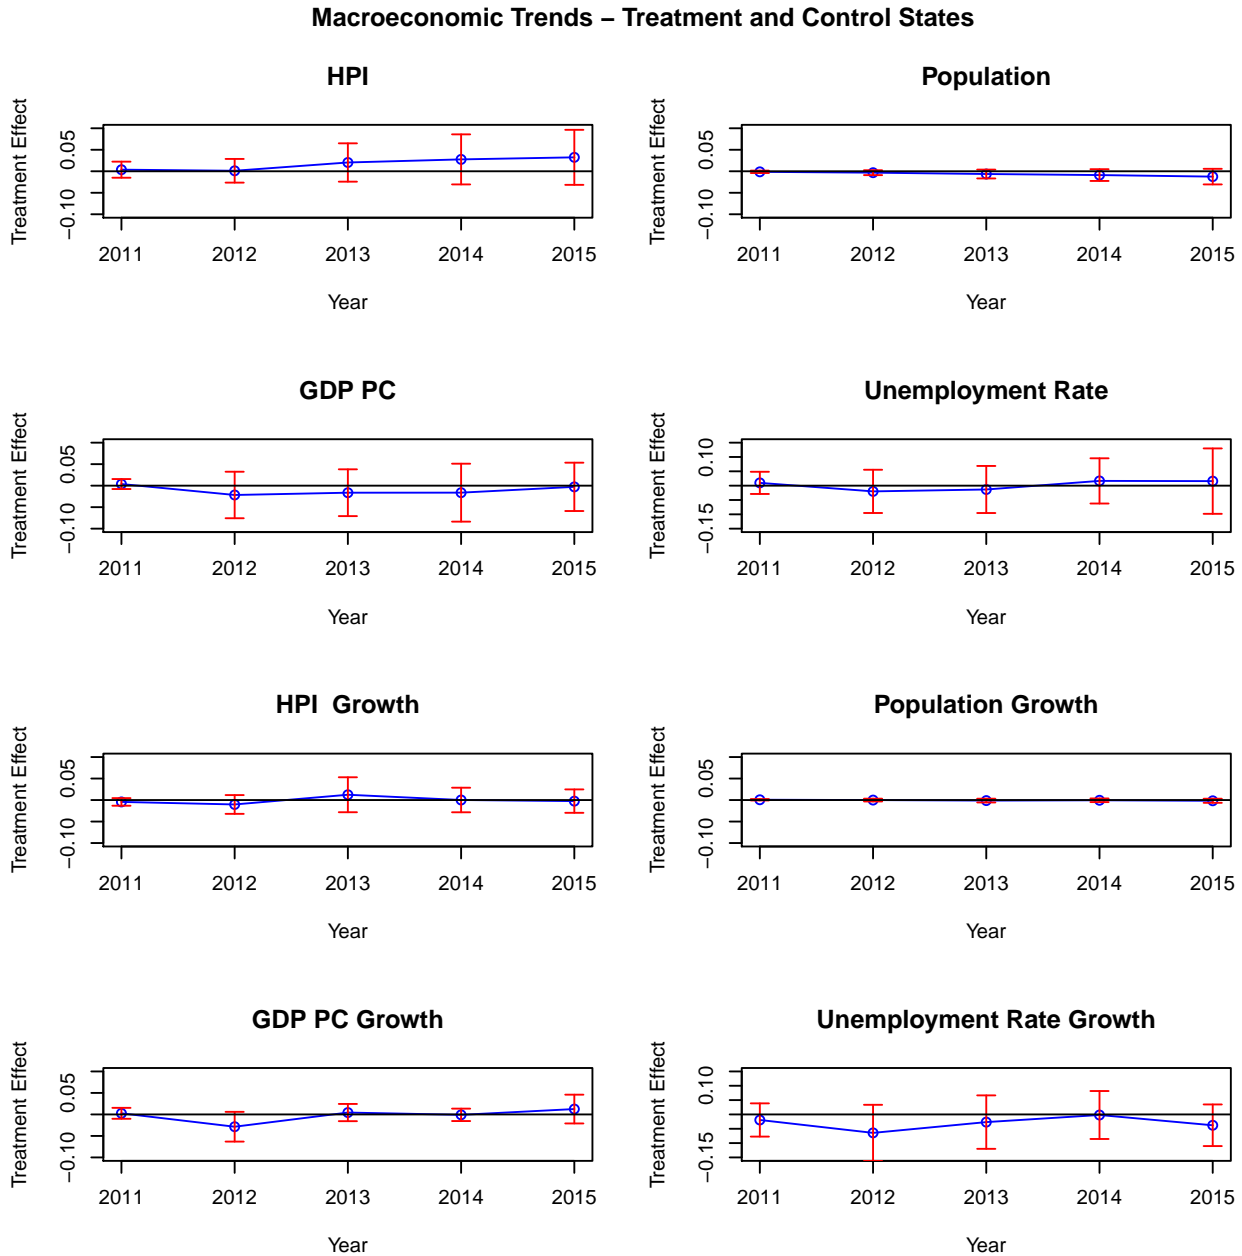 Macroeconomic Trends − Treatment and Control States
HPI
Treatment Effect
0.05
−0.10
2011 2012 2013 2014 2015
Year
Population
Treatment Effect
0.05
−0.10
2011 2012 2013 2014 2015
Year
GDP PC
Treatment Effect
0.05
−0.10
2011 2012 2013 2014 2015
Year
Unemployment Rate
Treatment Effect
0.10
−0.15
2011 2012 2013 2014 2015
Year
HPI  Growth
Treatment Effect
0.05
−0.10
2011 2012 2013 2014 2015
Year
Population Growth
Treatment Effect
0.05
−0.10
2011 2012 2013 2014 2015
Year
GDP PC Growth
Treatment Effect
0.05
−0.10
2011 2012 2013 2014 2015
Year
Unemployment Rate Growth
Treatment Effect
0.10
−0.15
2011 2012 2013 2014 2015
Year